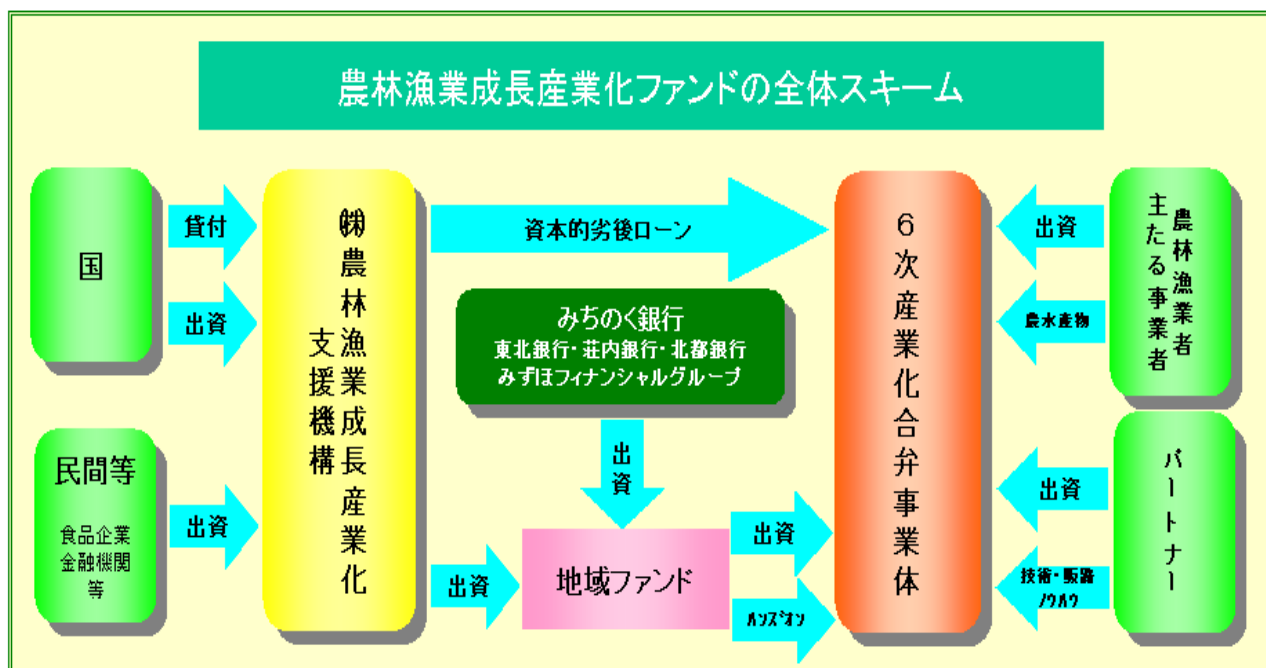 農林漁業成長産業化ファンドの全体スキーム
国
貸付
出資
民間等
食品企業
金融機関
等
出資
㈱農林漁業成長産業化
支援機構
資本的劣後ローン
みちのく銀行
東北銀行・荘内銀行・北都銀行
みずほフィナンシャルグループ
出資
出資
地域ファンド
出資
ハンズオン
6次産業化合弁事業体
出資
農水産物
農林漁業者
主たる事業者
出資
技術・販路
ノウハウ
パートナー